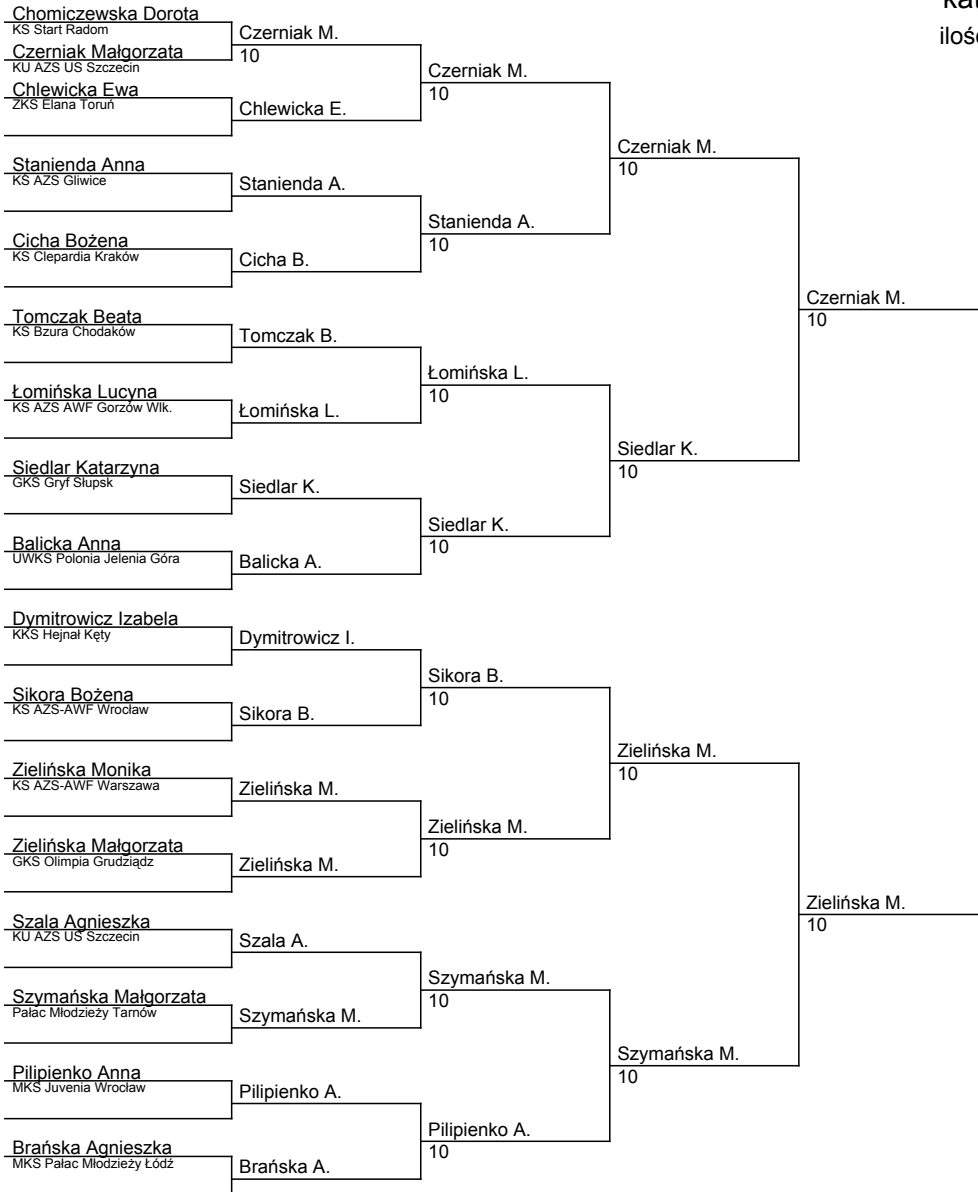 Chomiczewska Dorota
KS Start Radom
Czerniak Małgorzata
KU AZS US Szczecin
Chlewicka Ewa
ZKS Elana Toruń
Stanienda Anna
KS AZS Gliwice
Cicha Bożena
KS Clepardia Kraków
Tomczak Beata
KS Bzura Chodaków
Łomińska Lucyna
KS AZS AWF Gorzów Wlk.
Siedlar Katarzyna
GKS Gryf Słupsk
Balicka Anna
UWKS Polonia Jelenia Góra
Dymitrowicz Izabela
KKS Hejnał Kęty
Sikora Bożena
KS AZS-AWF Wrocław
Zielińska Monika
KS AZS-AWF Warszawa
Zielińska Małgorzata
GKS Olimpia Grudziądz
Szala Agnieszka
KU AZS US Szczecin
Szymańska Małgorzata
Pałac Młodzieży Tarnów
Pilipienko Anna
MKS Juvenia Wrocław
Brańska Agnieszka
MKS Pałac Młodzieży Łódź
Czerniak M.
10
Chlewicka E.
Stanienda A.
Cicha B.
Tomczak B.
Łomińska L.
Siedlar K.
Balicka A.
Dymitrowicz I.
Sikora B.
Zielińska M.
Zielińska M.
Szala A.
Szymańska M.
Pilipienko A.
Brańska A.
Czerniak M.
10
Stanienda A.
10
Łomińska L.
10
Siedlar K.
10
Sikora B.
10
Zielińska M.
10
Szymańska M.
10
Pilipienko A.
10
Czerniak M.
10
Siedlar K.
10
Zielińska M.
10
Szymańska M.
10
Czerniak M.
10
Zielińska M.
10